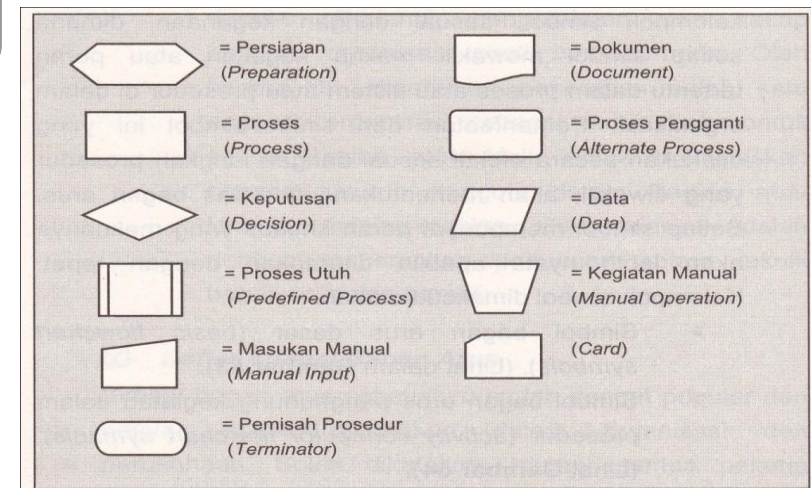 = Persiapan
(Preparation)
= Dokumen
(Document)
= Proses
(Process)
= Proses Pengganti
(Alternate Process)
= Keputusan
(Decision)
= Data
(Data)
= Proses Utuh
(Predefined Process)
= Kegiatan Manual
(Manual Operation)
= Masukan Manual
(Manual Input)
(Card)
= Pemisah Prosedur
(Terminator)